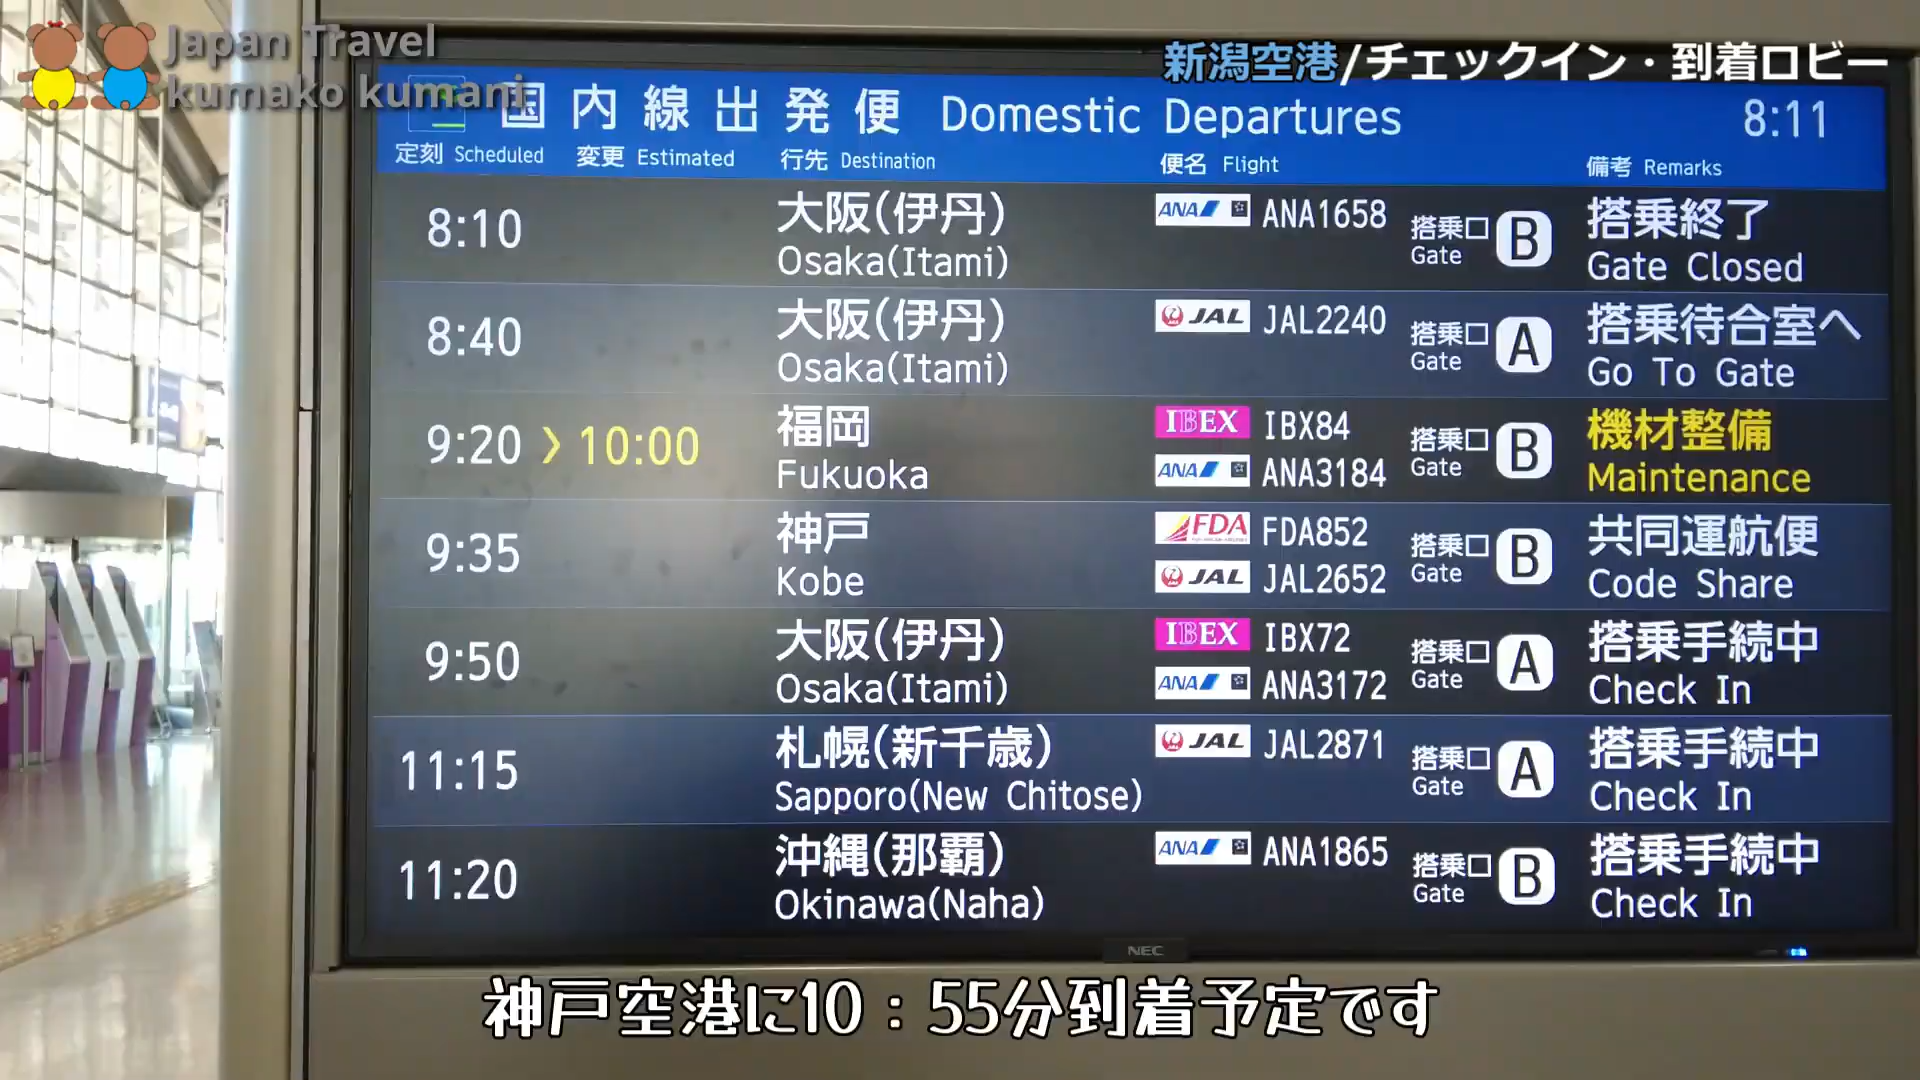 Japan Travel
kumako kumani
新潟空港/チェックイン・到着ロビー
国内線出発便 Domestic Departures 8:11
定刻 Scheduled 変更 Estimated 行先 Destination 便名 Flight 備考 Remarks
8:10 大阪(伊丹) ANA ANA1658 搭乗口 B 搭乗終了
Osaka(Itami) Gate Gate Closed
8:40 大阪(伊丹) JAL JAL2240 搭乗口 A 搭乗待合室へ
Osaka(Itami) Gate Go To Gate
9:20 > 10:00 福岡 IBEX IBX84 搭乗口 B 機材整備
Fukuoka ANA ANA3184 Gate Maintenance
9:35 神戸 FDA FDA852 搭乗口 B 共同運航便
Kobe JAL JAL2652 Gate Code Share
9:50 大阪(伊丹) IBEX IBX72 搭乗口 A 搭乗手続中
Osaka(Itami) ANA ANA3172 Gate Check In
11:15 札幌(新千歳) JAL JAL2871 搭乗口 A 搭乗手続中
Sapporo(New Chitose) Gate Check In
11:20 沖縄(那覇) ANA ANA1865 搭乗口 B 搭乗手続中
Okinawa(Naha) Gate Check In
NEC
神戸空港に10：55分到着予定です